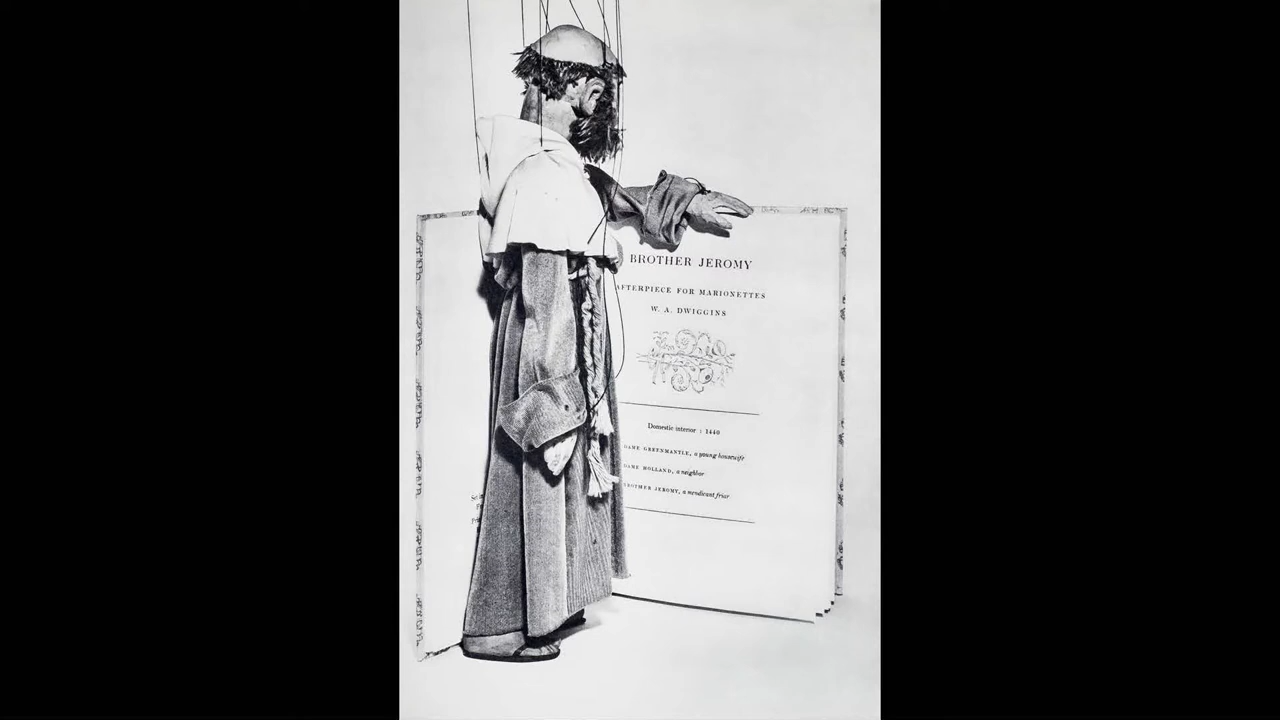 BROTHER JEROMY
AFTERPIECE FOR MARIONETTES
W. A. DWIGGINS
Domestic interior : 1440
DAME GREENMANTLE, a young housewife
DAME HOLLAND, a neighbor
BROTHER JEROMY, a mendicant friar